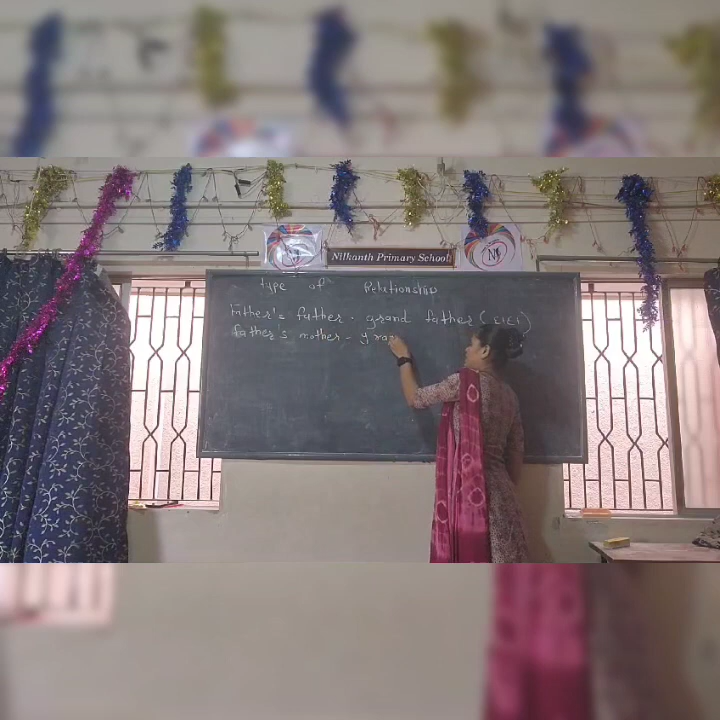 N
Nilkanth Primary School
N
type of Relationship
Father's father - grand father (દાદા)
father's mother - gran